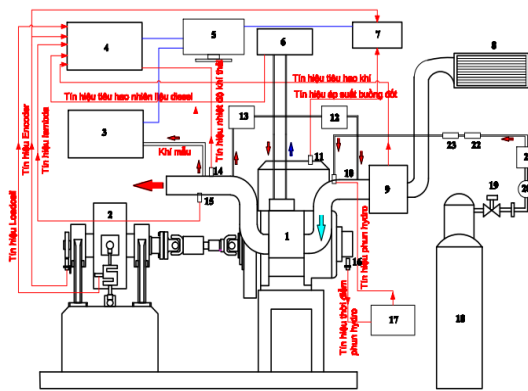 4
5
6
7
8
Tín hiệu tiêu hao khí
Tín hiệu tiêu hao nhiên liệu diesel
Tín hiệu áp suất buồng đốt
Tín hiệu nhiệt độ khí thải
Tín hiệu Encoder
Tín hiệu lambda
Tín hiệu Loadcell
3
13
12
Khí mẫu
11
10
14
15
9
23
22
2
20
19
1
2
16
17
18
Tín hiệu phun hydro
Tín hiệu thời điểm
phun hydro